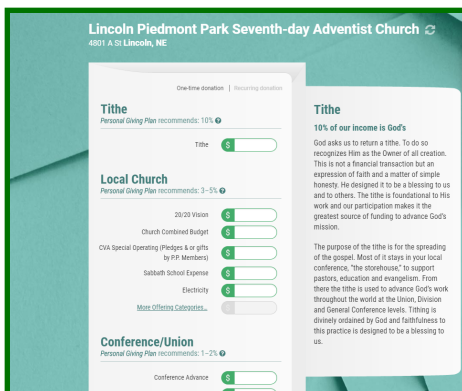 Lincoln Piedmont Park Seventh-day Adventist Church
4801 A St Lincoln, NE
One-time donation | Recurring donation
Tithe
Personal Giving Plan recommends: 10%
Tithe $
Local Church
Personal Giving Plan recommends: 3–5%
20/20 Vision $
Church Combined Budget $
CVA Special Operating (Pledges & or gifts
by P.P. Members) $
Sabbath School Expense $
Electricity $
More Offering Categories... $
Conference/Union
Personal Giving Plan recommends: 1–2%
Conference Advance $
Tithe
10% of our income is God's
God asks us to return a tithe. To do so
recognizes Him as the Owner of all creation.
This is not a financial transaction but an
expression of faith and a matter of simple
honesty. He designed it to be a blessing to us
and to others. The tithe is foundational to His
work and our participation makes it the
greatest source of funding to advance God's
mission.
The purpose of the tithe is for the spreading
of the gospel. Most of it stays in your local
conference, "the storehouse," to support
pastors, education and evangelism. From
there the tithe is used to advance God's work
throughout the world at the Union, Division
and General Conference levels. Tithing is
divinely ordained by God and faithfulness to
this practice is designed to be a blessing to
us.